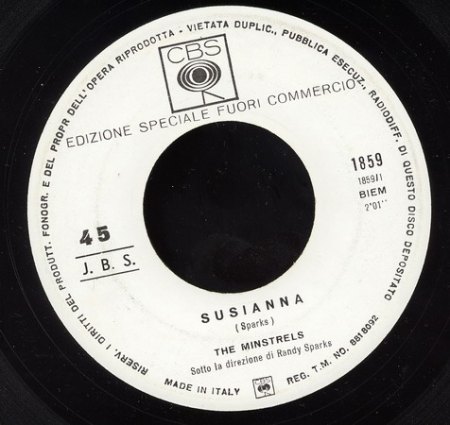 RISERV. I DIRITTI DEL PRODUTT. FONOGR. E DEL PROPR DELL'OPERA RIPRODOTTA - VIETATA DUPLIC., PUBBLICA ESECUZ., RADIODIFF. DI QUESTO DISCO DEPOSITATO
CBS
EDIZIONE SPECIALE FUORI COMMERCIO
1859
1859/1
BIEM
2'01"
45
J. B. S.
SUSIANNA
(Sparks)
THE MINSTRELS
Sotto la direzione di Randy Sparks
MADE IN ITALY
CBS
REG. T.M. NO. 8818092